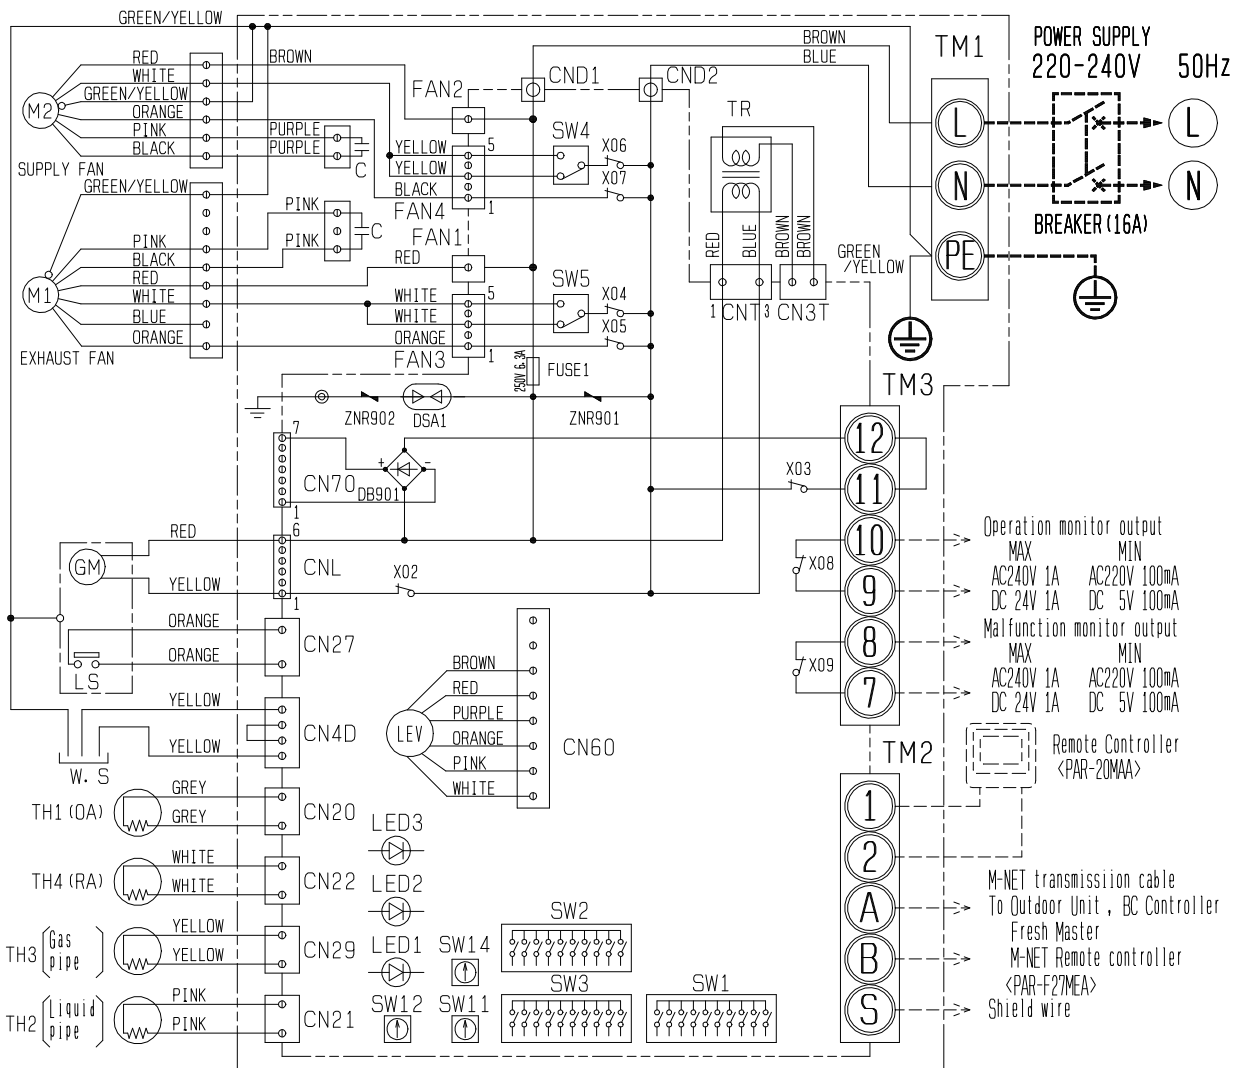 GREEN/YELLOW
BROWN
BLUE
TM1
POWER SUPPLY
220-240V 50Hz
RED
WHITE
GREEN/YELLOW
ORANGE
PINK
BLACK
BROWN
M2
SUPPLY FAN
PURPLE
PURPLE
C
FAN2
CND1
CND2
TR
YELLOW
YELLOW
BLACK
5
1
FAN4
SW4
X06
X07
L
N
PE
L
N
BREAKER(16A)
GREEN/YELLOW
PINK
PINK
C
PINK
BLACK
RED
WHITE
BLUE
ORANGE
M1
EXHAUST FAN
FAN1
RED
WHITE
WHITE
ORANGE
5
1
FAN3
SW5
X04
X05
RED
BLUE
BROWN
BROWN
GREEN
/YELLOW
1 CNT 3 CN3T
250V 6.3A
FUSE1
ZNR902
DSA1
ZNR901
TM3
7
CN70
1
+
-
DB901
X03
12
11
10
9
8
7
6
CNL
1
RED
GM
YELLOW
X02
X08
X09
Operation monitor output
MAX MIN
AC240V 1A AC220V 100mA
DC 24V 1A DC 5V 100mA
Malfunction monitor output
MAX MIN
AC240V 1A AC220V 100mA
DC 24V 1A DC 5V 100mA
ORANGE
ORANGE
LS
CN27
YELLOW
YELLOW
CN4D
W. S
BROWN
RED
PURPLE
ORANGE
PINK
WHITE
LEV
CN60
TM2
Remote Controller
<PAR-20MAA>
TH1(OA)
GREY
GREY
CN20
TH4(RA)
WHITE
WHITE
CN22
TH3
Gas
pipe
YELLOW
YELLOW
CN29
TH2
Liquid
pipe
PINK
PINK
CN21
LED3
LED2
LED1
SW14
SW12
SW11
SW2
SW3
SW1
1
2
A
B
S
M-NET transmissiion cable
To Outdoor Unit , BC Controller
Fresh Master
M-NET Remote controller
<PAR-F27MEA>
Shield wire